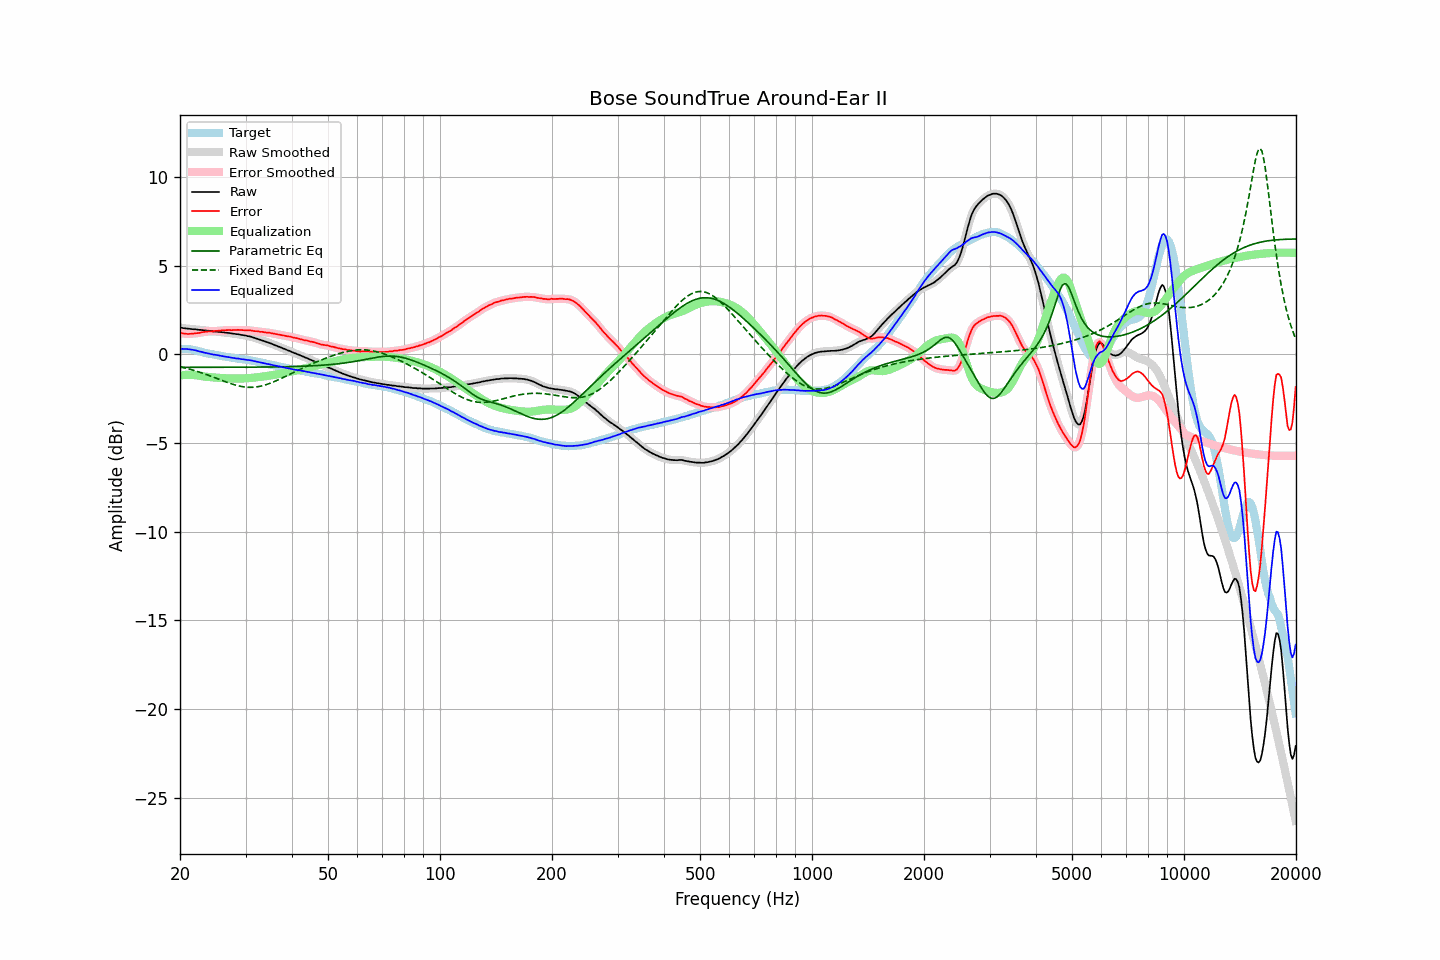 Bose SoundTrue Around-Ear II
Target
Raw Smoothed
Error Smoothed
Raw
Error
Equalization
Parametric Eq
Fixed Band Eq
Equalized
10
5
0
−5
−10
−15
−20
−25
Amplitude (dBr)
20
50
100
200
500
1000
2000
5000
10000
20000
Frequency (Hz)